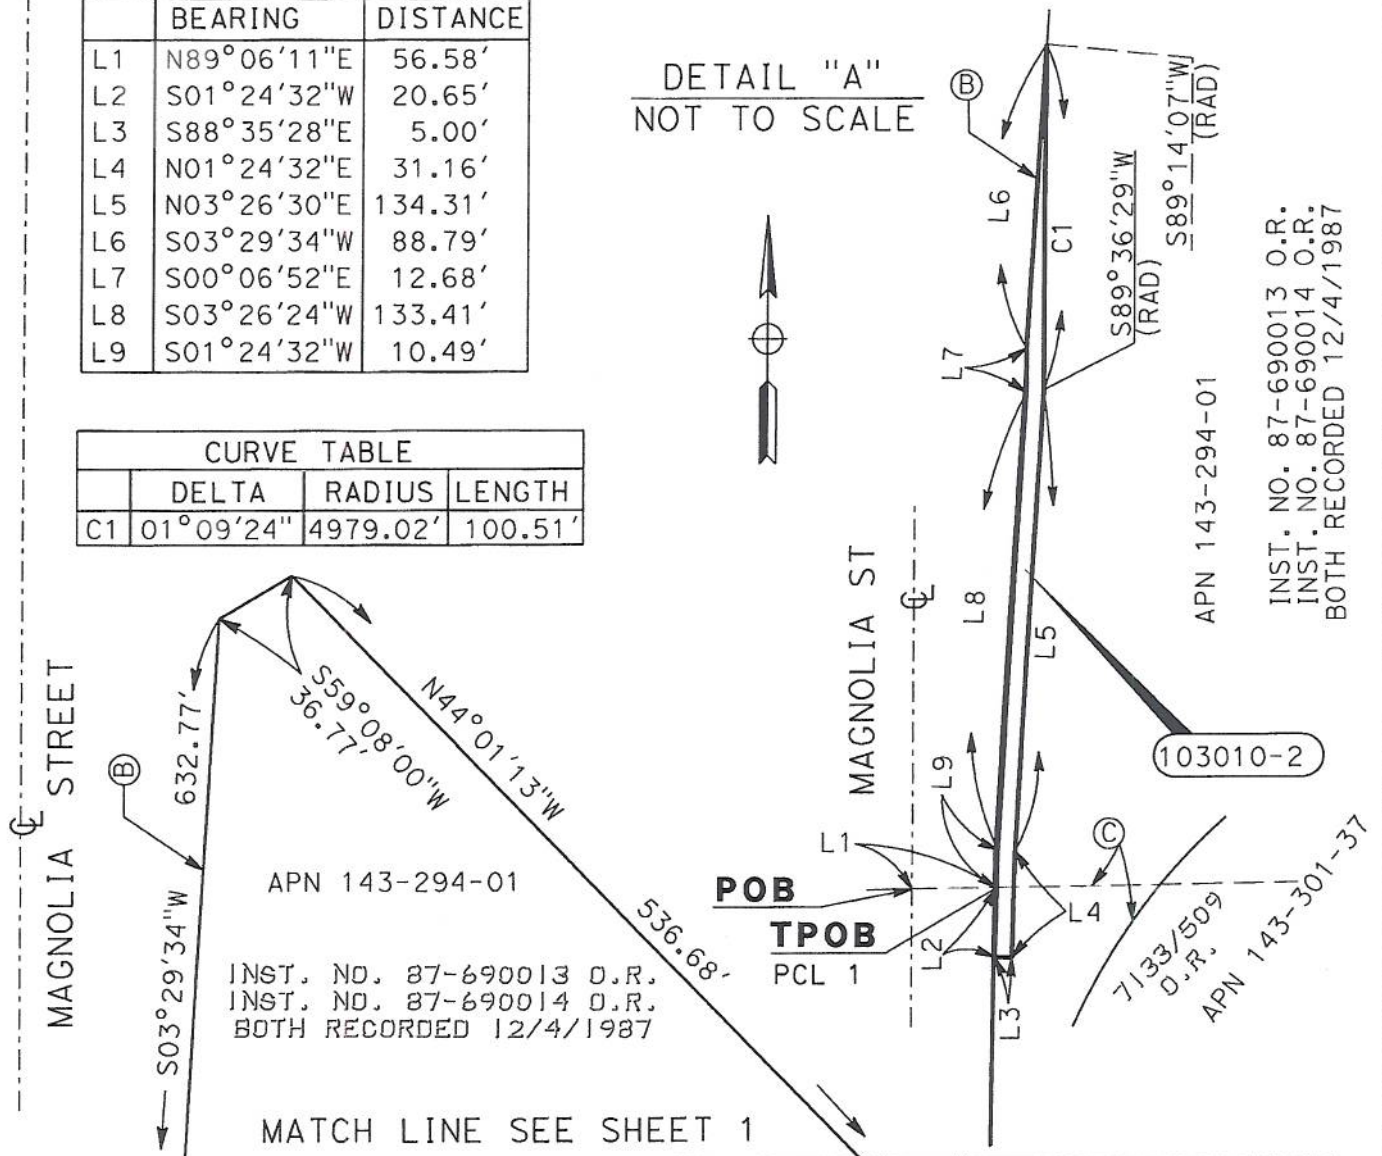 BEARING DISTANCE
L1 N89°06'11"E 56.58'
L2 S01°24'32"W 20.65'
L3 S88°35'28"E 5.00'
L4 N01°24'32"E 31.16'
L5 N03°26'30"E 134.31'
L6 S03°29'34"W 88.79'
L7 S00°06'52"E 12.68'
L8 S03°26'24"W 133.41'
L9 S01°24'32"W 10.49'
CURVE TABLE
DELTA RADIUS LENGTH
C1 01°09'24" 4979.02' 100.51'
MAGNOLIA STREET
℄
B
632.77'
S03°29'34"W
S59°08'00"W
36.77'
N44°01'13"W
536.68'
APN 143-294-01
INST. NO. 87-690013 O.R.
INST. NO. 87-690014 O.R.
BOTH RECORDED 12/4/1987
MATCH LINE SEE SHEET 1
DETAIL "A"
NOT TO SCALE
B
L6
C1
S89°14'07"W
(RAD)
S89°36'29"W
(RAD)
L7
MAGNOLIA ST
℄
L8
L5
APN 143-294-01
INST. NO. 87-690013 O.R.
INST. NO. 87-690014 O.R.
BOTH RECORDED 12/4/1987
103010-2
L9
L1
POB
TPOB
PCL 1
L2
L3
L4
C
7133/509
O.R.
APN 143-301-37